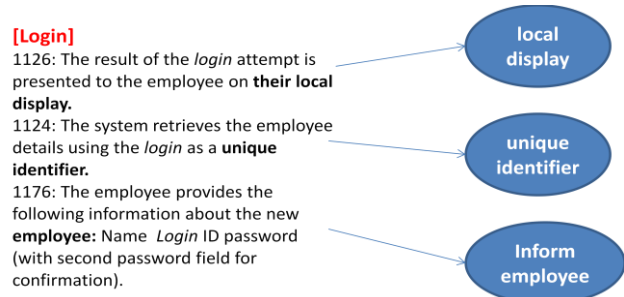 [Login]
1126: The result of the login attempt is
presented to the employee on their local
display.
1124: The system retrieves the employee
details using the login as a unique
identifier.
1176: The employee provides the
following information about the new
employee: Name Login ID password
(with second password field for
confirmation).
local
display
unique
identifier
Inform
employee